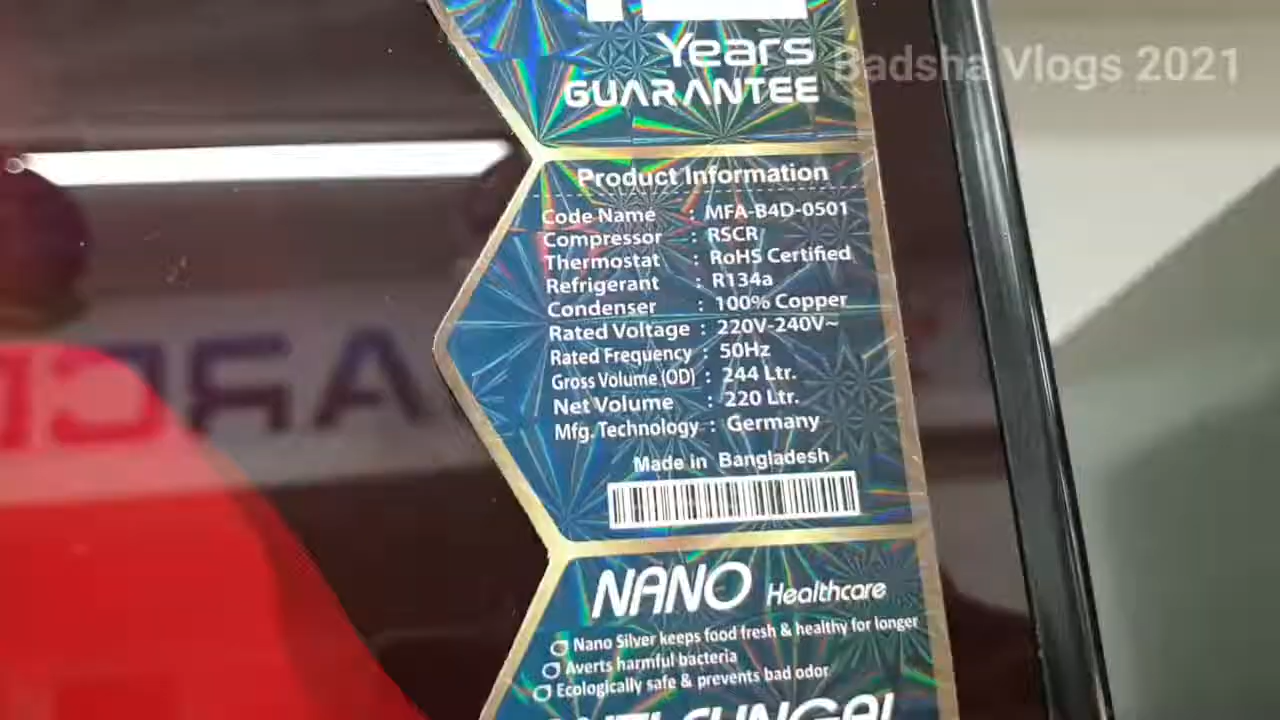 Years
GUARANTEE
Badsha Vlogs 2021
Product Information
Code Name : MFA-B4D-0501
Compressor : RSCR
Thermostat : RoHS Certified
Refrigerant : R134a
Condenser : 100% Copper
Rated Voltage : 220V-240V~
Rated Frequency : 50Hz
Gross Volume (OD) : 244 Ltr.
Net Volume : 220 Ltr.
Mfg. Technology : Germany
Made in Bangladesh
NANO Healthcare
Nano Silver keeps food fresh & healthy for longer
Averts harmful bacteria
Ecologically safe & prevents bad odor
ANTI FUNGAL